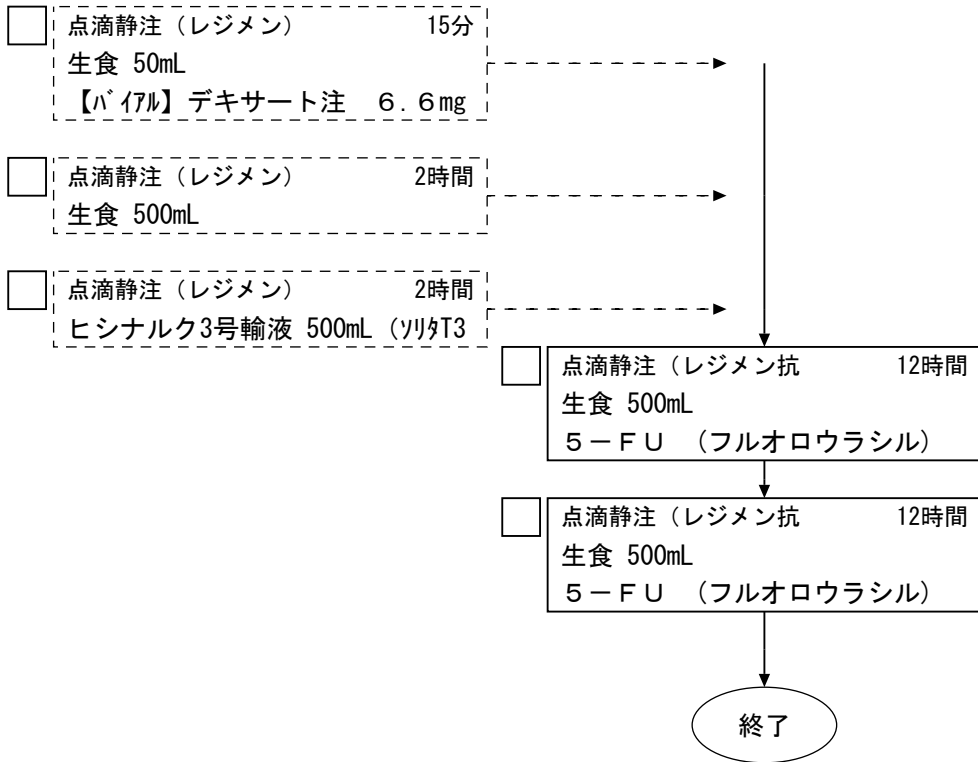 点滴静注（レジメン） 15分
生食 50mL
【ﾊﾞｲｱﾙ】デキサート注　６.６mg
点滴静注（レジメン） 2時間
生食 500mL
点滴静注（レジメン） 2時間
ヒシナルク3号輸液 500mL（ｿﾘﾀT3
点滴静注（レジメン抗 12時間
生食 500mL
５－ＦＵ （フルオロウラシル）
点滴静注（レジメン抗 12時間
生食 500mL
５－ＦＵ （フルオロウラシル）
終了